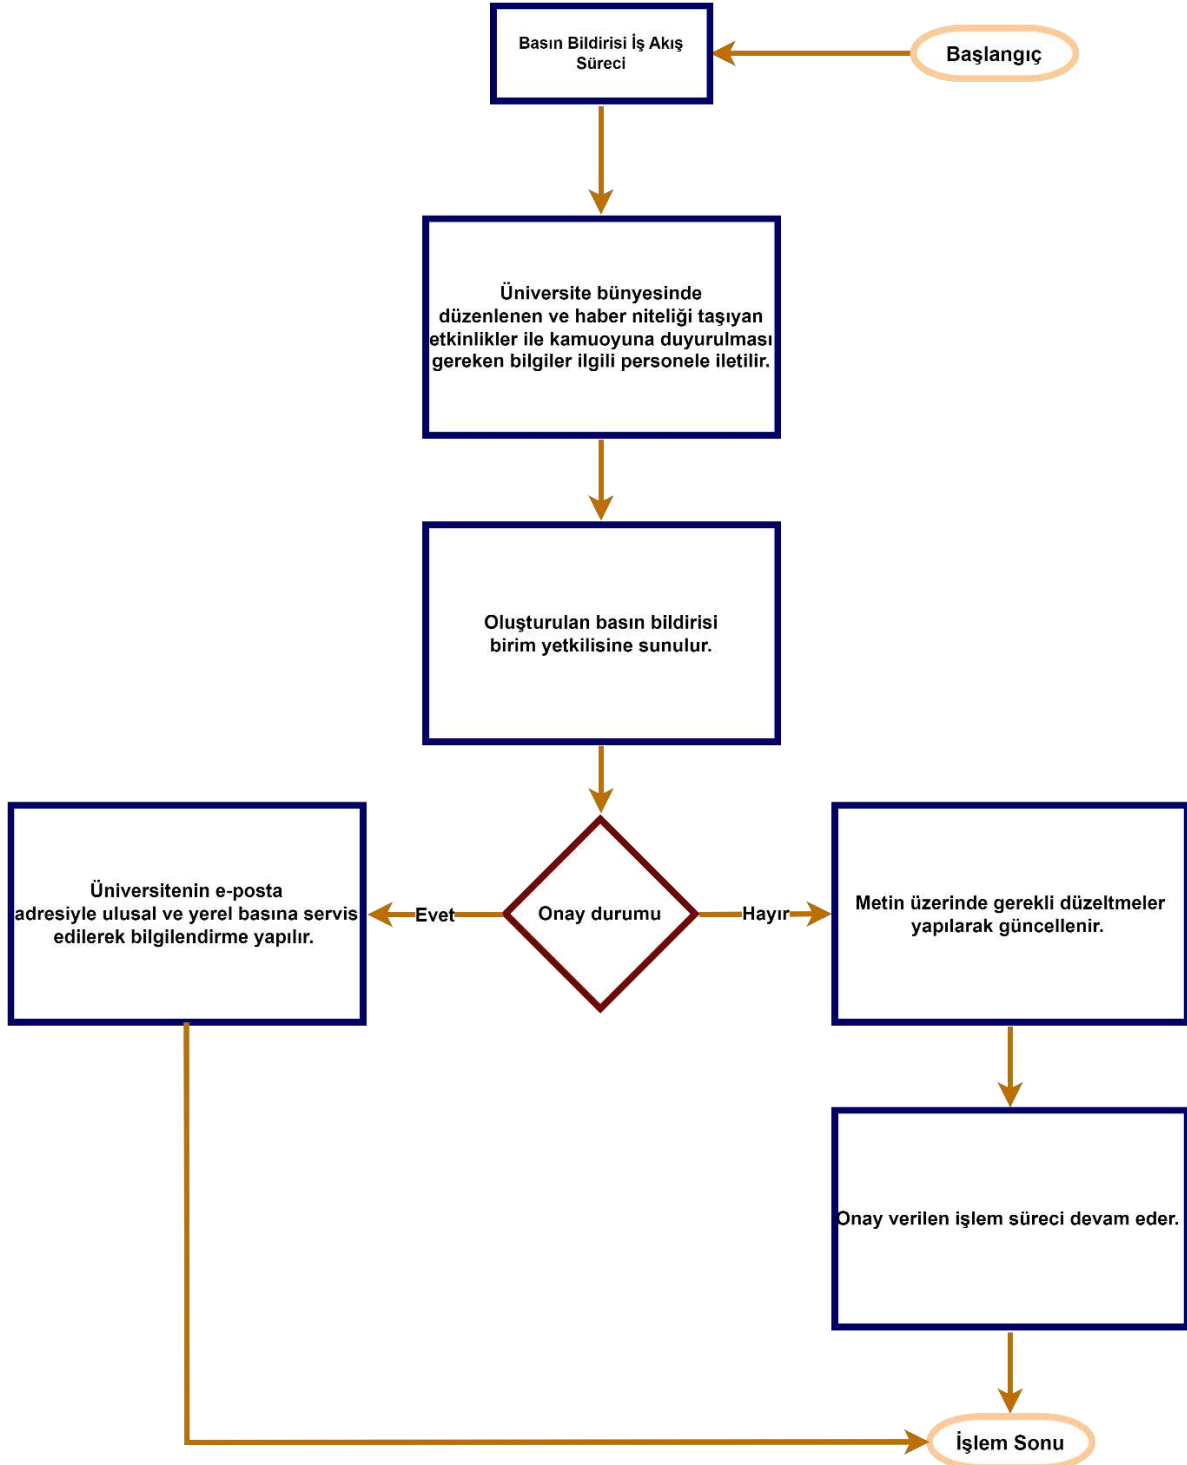 Basın Bildirisi İş Akış
Süreci
Başlangıç
Üniversite bünyesinde
düzenlenen ve haber niteliği taşıyan
etkinlikler ile kamuoyuna duyurulması
gereken bilgiler ilgili personele iletilir.
Oluşturulan basın bildirisi
birim yetkilisine sunulur.
Üniversitenin e-posta
adresiyle ulusal ve yerel basına servis
edilerek bilgilendirme yapılır.
Evet
Onay durumu
Hayır
Metin üzerinde gerekli düzeltmeler
yapılarak güncellenir.
Onay verilen işlem süreci devam eder.
İşlem Sonu